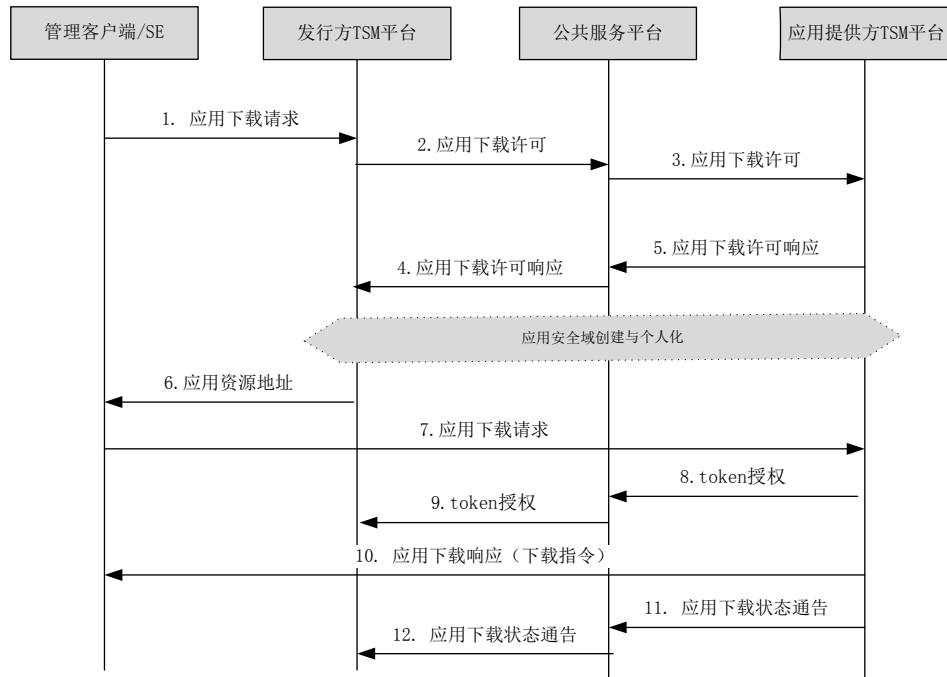 管理客户端/SE
发行方TSM平台
公共服务平台
应用提供方TSM平台
1. 应用下载请求
2.应用下载许可
3.应用下载许可
5.应用下载许可响应
4.应用下载许可响应
应用安全域创建与个人化
6.应用资源地址
7.应用下载请求
8.token授权
9.token授权
10. 应用下载响应（下载指令）
11. 应用下载状态通告
12. 应用下载状态通告